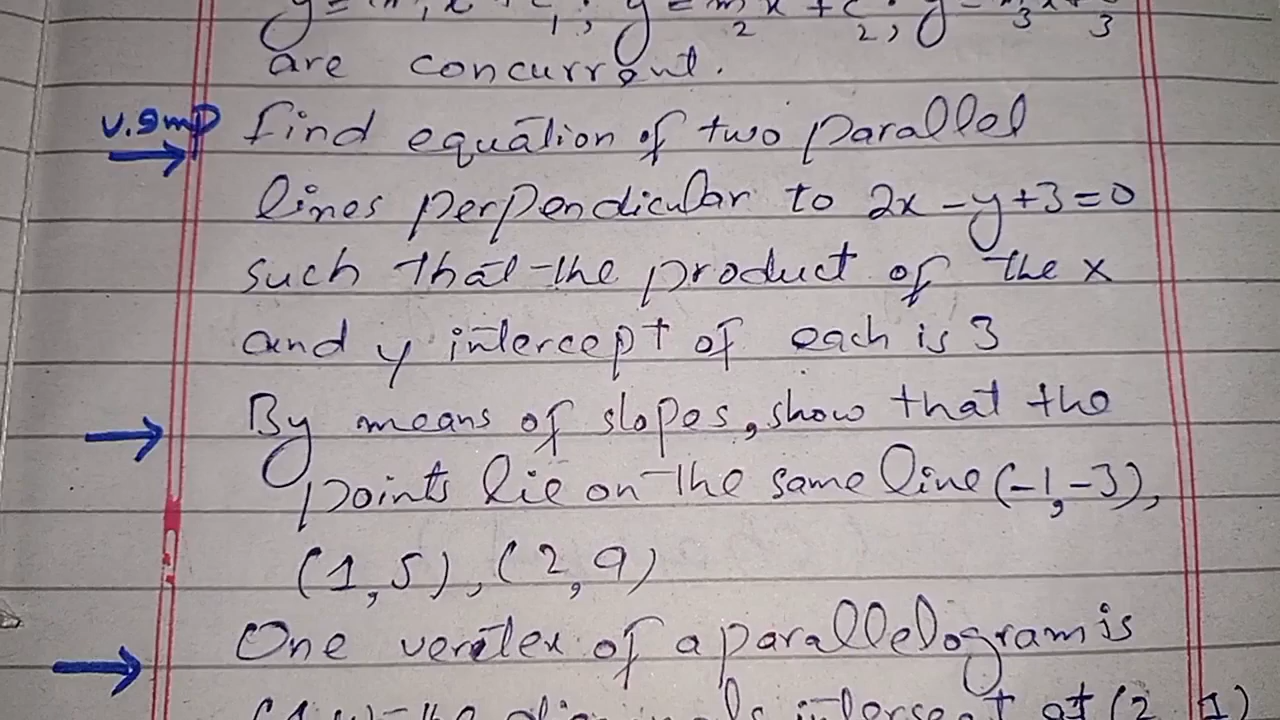 are concurrent.
v.Imp find equation of two parallel
lines perpendicular to 2x-y+3=0
such that the product of the x
and y intercept of each is 3
By means of slopes, show that the
points lie on the same line (-1,-3),
(1,5), (2,9)
One vertex of a parallelogram is